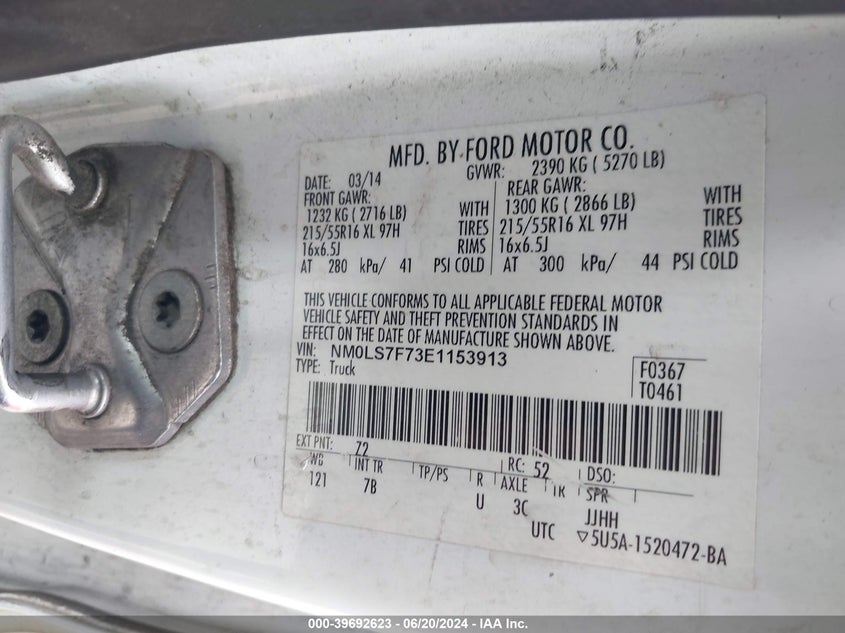 MFD. BY FORD MOTOR CO.
DATE: 03/14 GVWR: 2390 KG ( 5270 LB)
FRONT GAWR: REAR GAWR:
1232 KG ( 2716 LB) WITH 1300 KG ( 2866 LB) WITH
215/55R16 XL 97H TIRES 215/55R16 XL 97H TIRES
16x6.5J RIMS 16x6.5J RIMS
AT 280 kPa/ 41 PSI COLD AT 300 kPa/ 44 PSI COLD
THIS VEHICLE CONFORMS TO ALL APPLICABLE FEDERAL MOTOR
VEHICLE SAFETY AND THEFT PREVENTION STANDARDS IN
EFFECT ON THE DATE OF MANUFACTURE SHOWN ABOVE.
VIN: NM0LS7F73E1153913
TYPE: Truck
F0367
T0461
EXT PNT: Z2 RC: 52 DSO:
WB INT TR TP/PS R AXLE TR SPR
121 7B U 3C JJHH
UTC ▽5U5A-1520472-BA
000-39692623 - 06/20/2024 - IAA Inc.